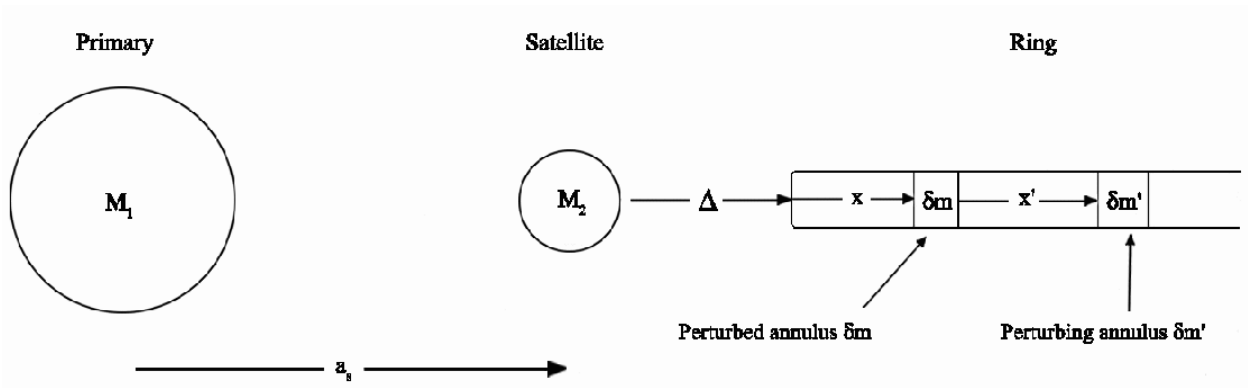 Primary
Satellite
Ring
M₁
M₂
Δ
x
δm
x'
δm'
Perturbed annulus δm
Perturbing annulus δm'
aₛ